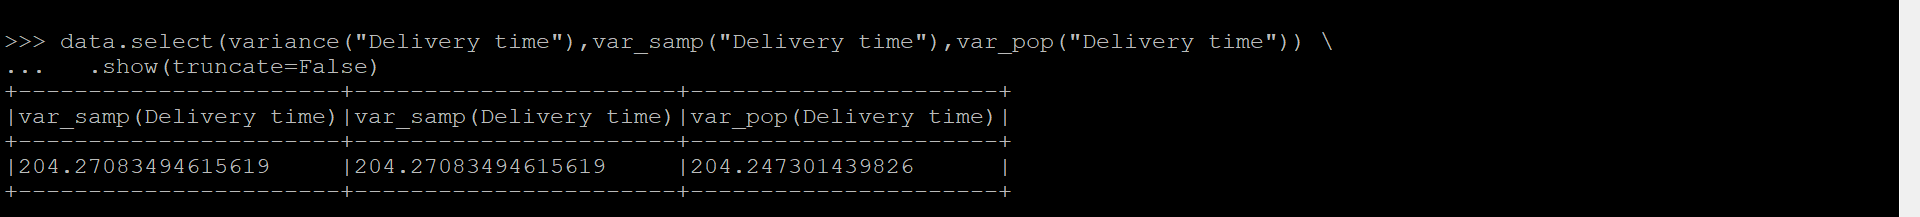 >>> data.select(variance("Delivery time"),var_samp("Delivery time"),var_pop("Delivery time")) \
...   .show(truncate=False)
+-----------------------+-----------------------+----------------------+
|var_samp(Delivery time)|var_samp(Delivery time)|var_pop(Delivery time)|
+-----------------------+-----------------------+----------------------+
|204.27083494615619     |204.27083494615619     |204.247301439826      |
+-----------------------+-----------------------+----------------------+